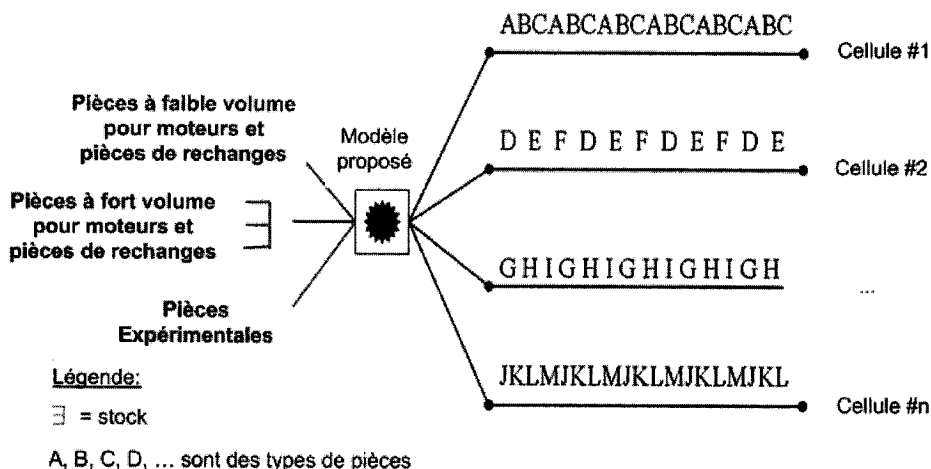 ABCABCABCABCABCABCABC
Cellule #1
Pièces à faible volume
pour moteurs et
pièces de rechanges
Modèle
proposé
D E F D E F D E F D E
Cellule #2
Pièces à fort volume
pour moteurs et
pièces de rechanges
GHIGHIGHIGHIGH
...
Pièces
Expérimentales
JKLMJKLMJKLMJKLMJKL
Cellule #n
Légende:
= stock
A, B, C, D, ... sont des types de pièces